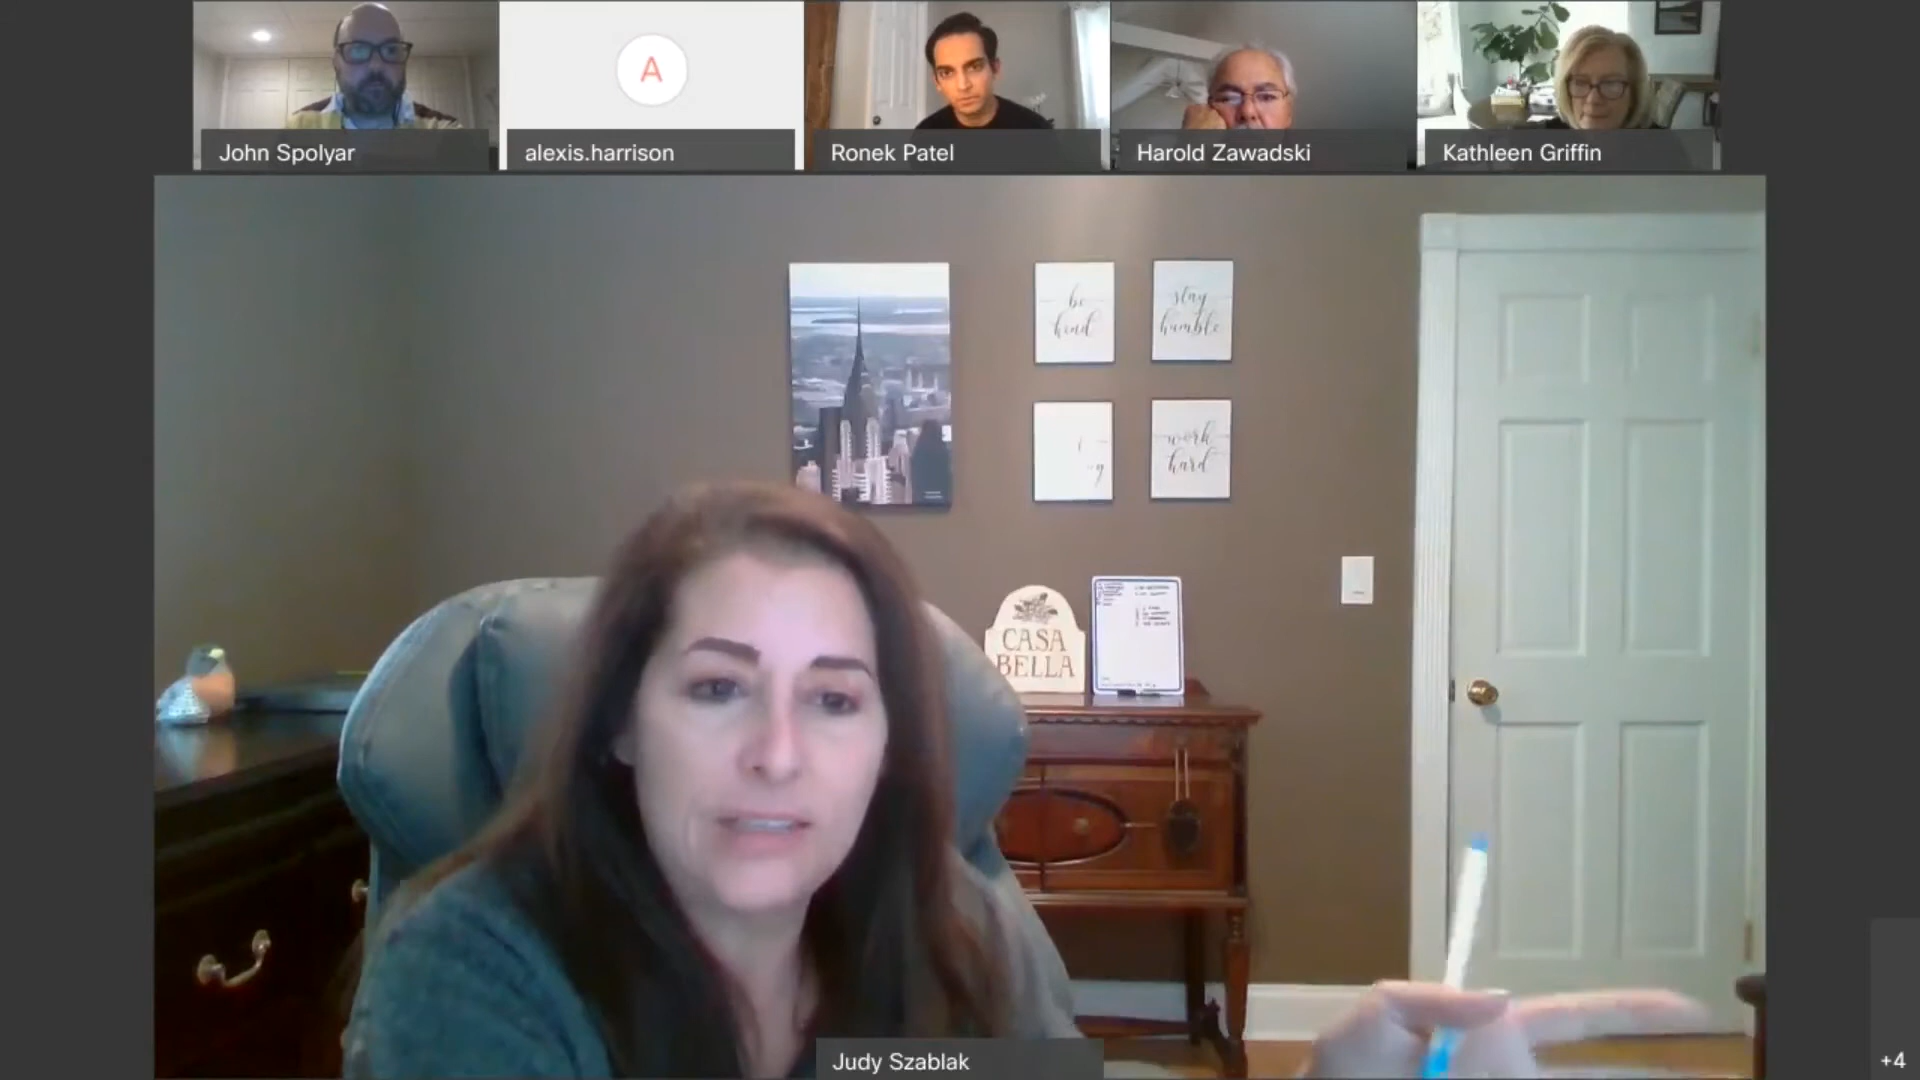 John Spolyar
A
alexis.harrison
Ronek Patel
Harold Zawadski
Kathleen Griffin
be
kind
stay
humble
work
hard
CASA
BELLA
Judy Szablak
+4